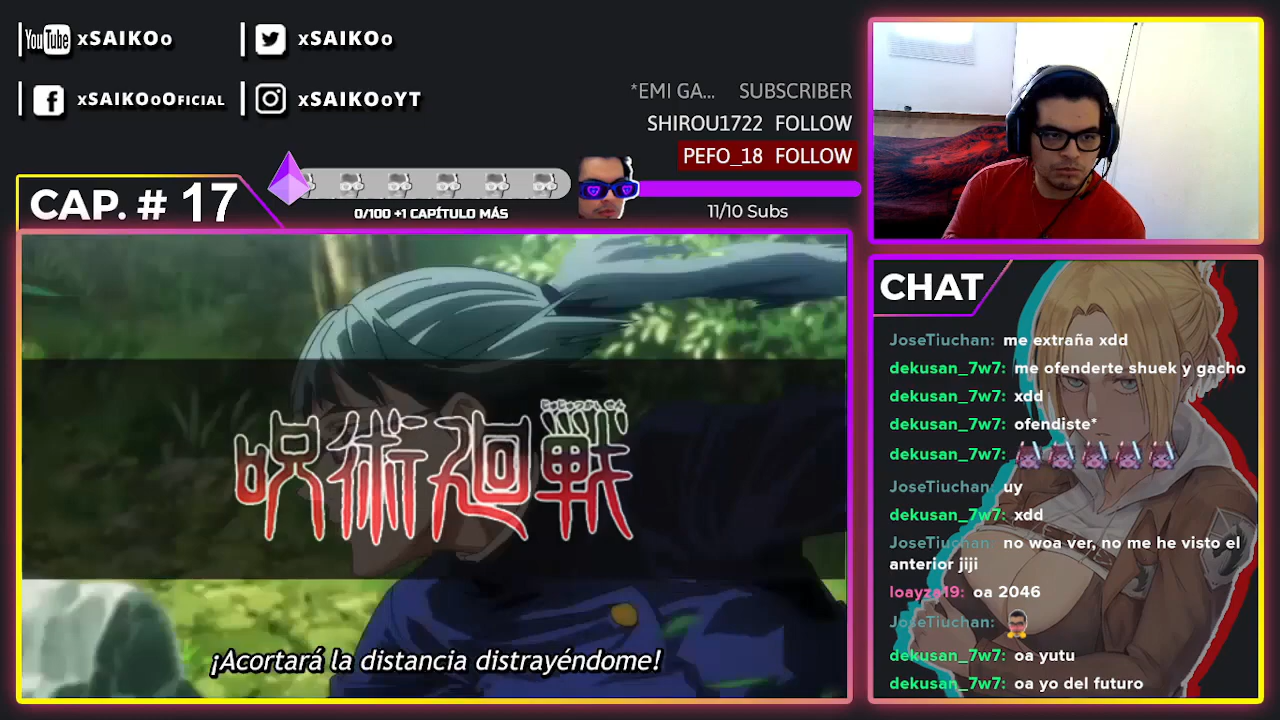 YouTube xSAIKOo
xSAIKOo
xSAIKOoOficial
xSAIKOoYT
*EMI GA... SUBSCRIBER
SHIROU1722 FOLLOW
PEFO_18 FOLLOW
CAP. # 17
0/100 +1 CAPÍTULO MÁS
11/10 Subs
呪術廻戦
¡Acortará la distancia distrayéndome!
CHAT
JoseTiuchan: me extraña xdd
dekusan_7w7: me ofenderte shuek y gacho
dekusan_7w7: xdd
dekusan_7w7: ofendiste*
dekusan_7w7:
JoseTiuchan: uy
dekusan_7w7: xdd
JoseTiuchan: no woa ver, no me he visto el
anterior jiji
loayza19: oa 2046
JoseTiuchan:
dekusan_7w7: oa yutu
dekusan_7w7: oa yo del futuro